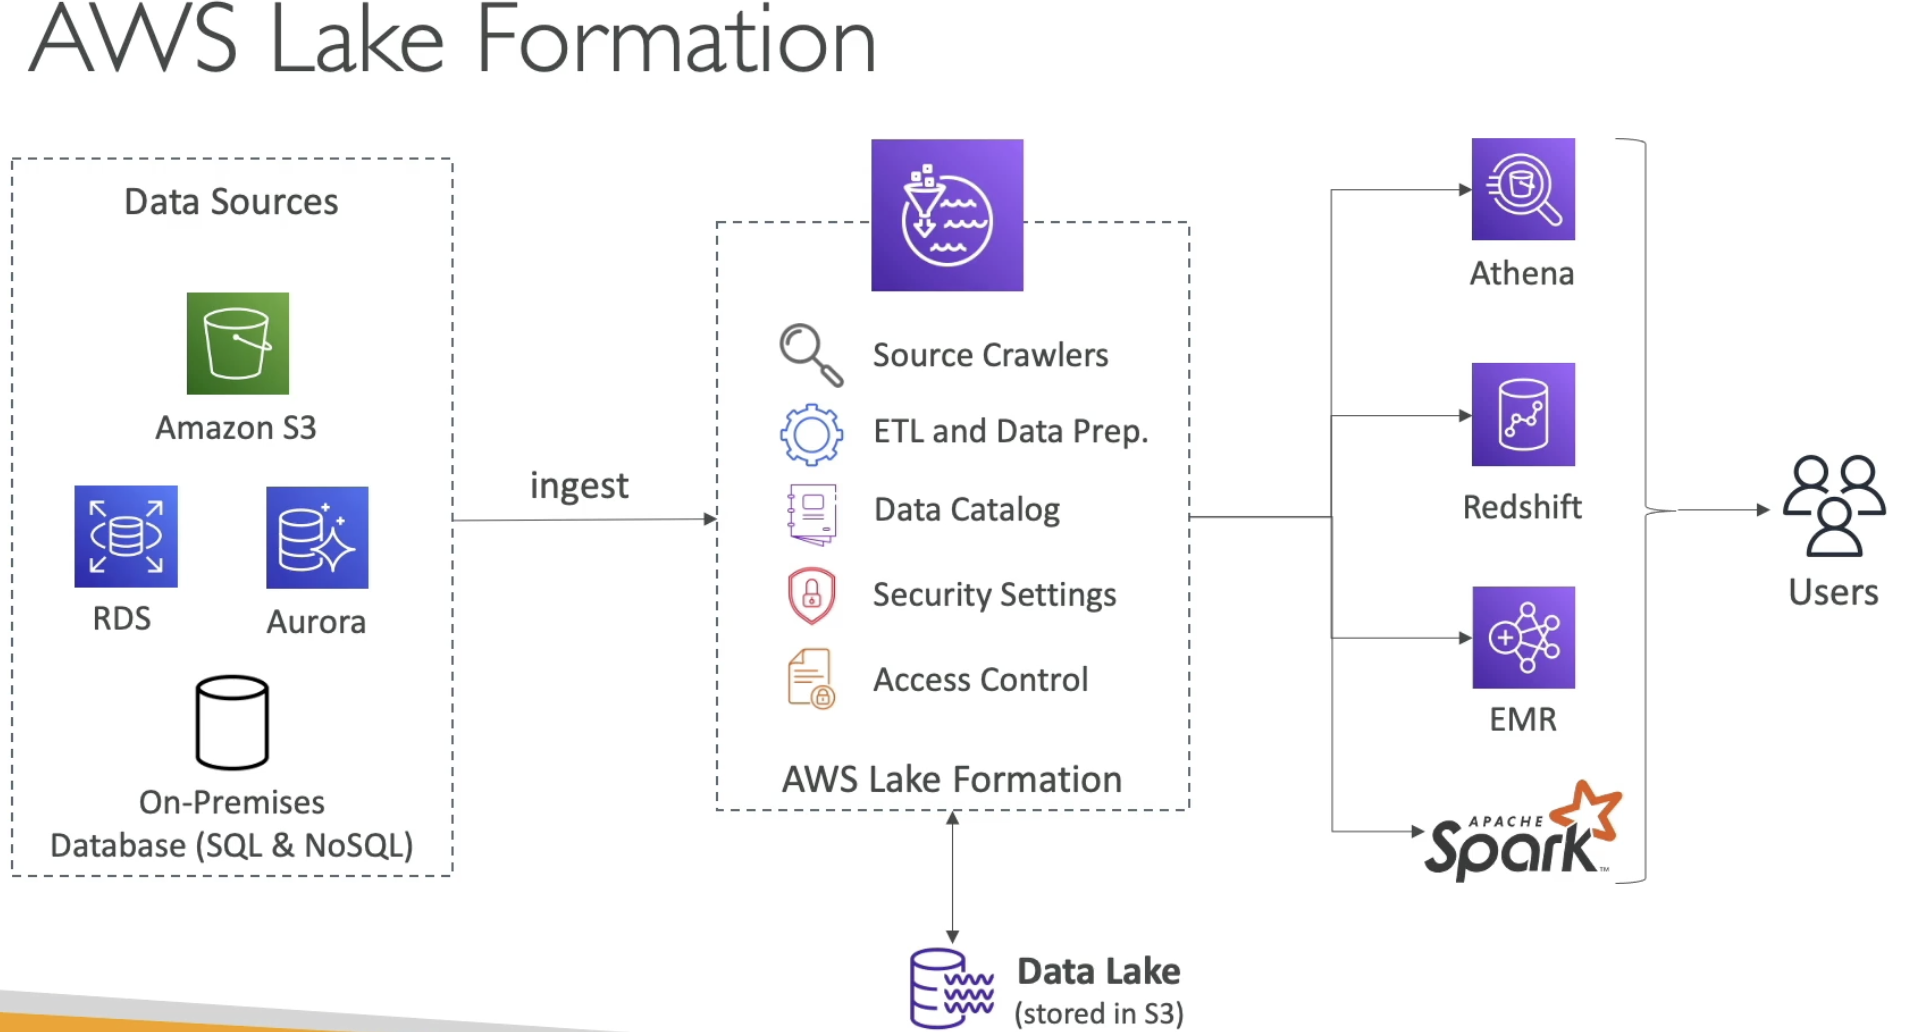 AWS Lake Formation
Data Sources
Amazon S3
RDS
Aurora
On-Premises
Database (SQL & NoSQL)
ingest
Source Crawlers
ETL and Data Prep.
Data Catalog
Security Settings
Access Control
AWS Lake Formation
Data Lake
(stored in S3)
Athena
Redshift
EMR
APACHE
Spark™
Users